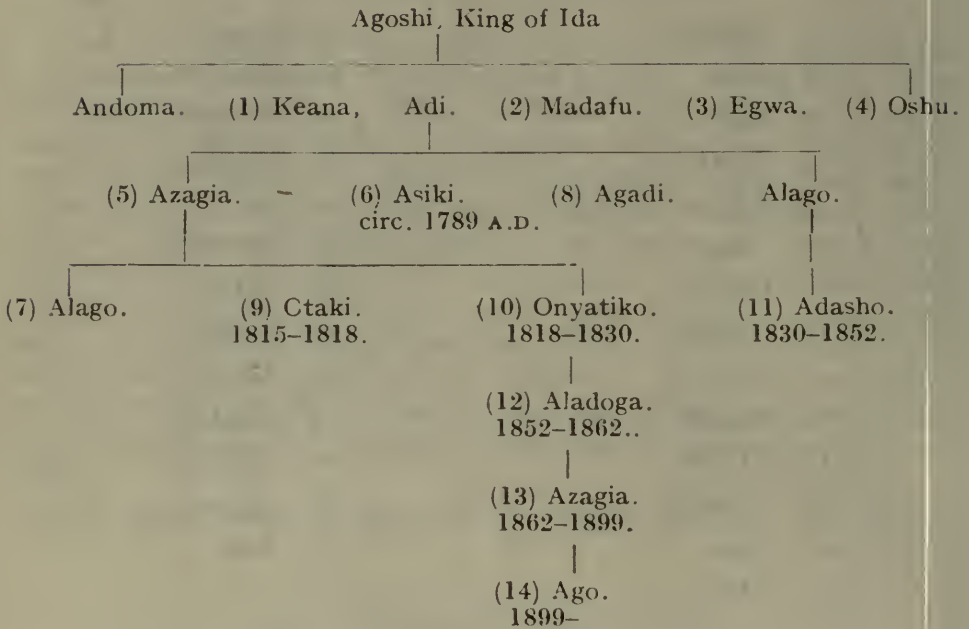 Agoshi, King of Ida
Andoma. (1) Keana, Adi. (2) Madafu. (3) Egwa. (4) Oshu.
(5) Azagia. – (6) Asiki. (8) Agadi. Alago.
circ. 1789 A.D.
(7) Alago. (9) Ctaki. (10) Onyatiko. (11) Adasho.
1815–1818. 1818–1830. 1830–1852.
(12) Aladoga.
1852–1862..
(13) Azagia.
1862–1899.
(14) Ago.
1899–